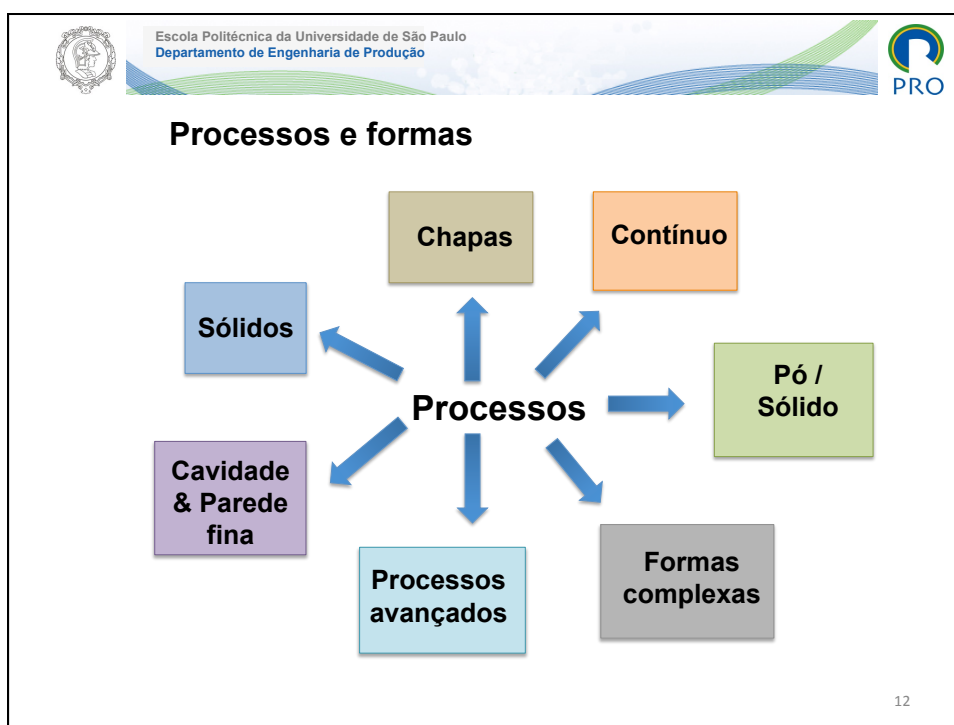 Escola Politécnica da Universidade de São Paulo
Departamento de Engenharia de Produção
PRO
Processos e formas
Chapas
Contínuo
Sólidos
Pó /
Sólido
Processos
Cavidade
& Parede
fina
Processos
avançados
Formas
complexas
12